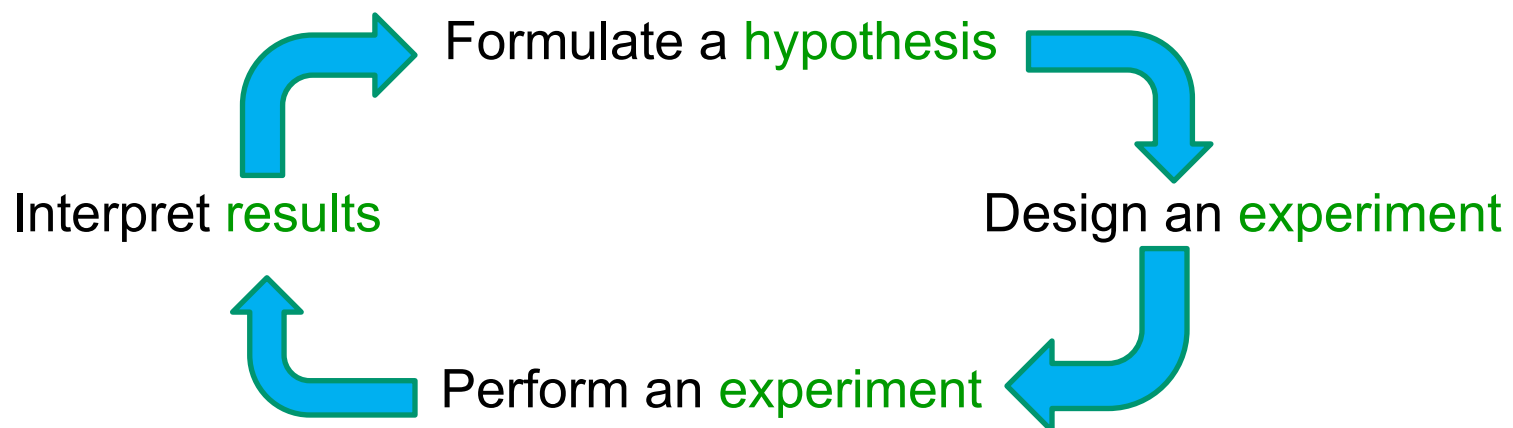 Formulate a hypothesis
Interpret results
Design an experiment
Perform an experiment